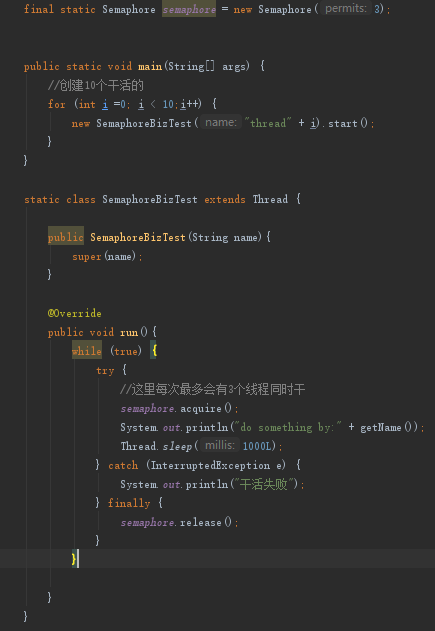 final static Semaphore semaphore = new Semaphore( permits: 3);
public static void main(String[] args) {
//创建10个干活的
for (int i =0; i < 10;i++) {
new SemaphoreBizTest( name: "thread" + i).start();
}
}
static class SemaphoreBizTest extends Thread {
public SemaphoreBizTest(String name){
super(name);
}
@Override
public void run(){
while (true) {
try {
//这里每次最多会有3个线程同时干
semaphore.acquire();
System.out.println("do something by:" + getName());
Thread.sleep( millis: 1000L);
} catch (InterruptedException e) {
System.out.println("干活失败");
} finally {
semaphore.release();
}
}
}
}